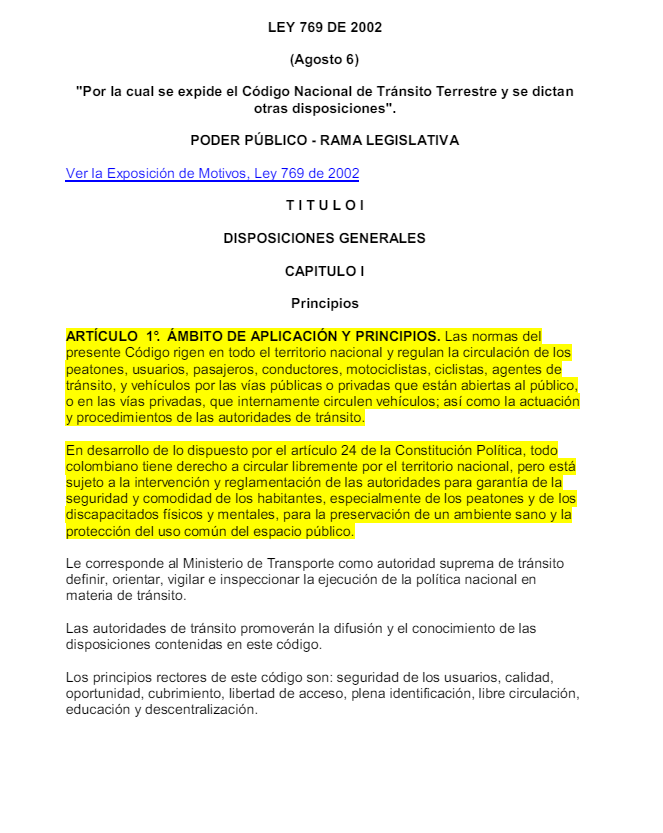 LEY 769 DE 2002
(Agosto 6)
"Por la cual se expide el Código Nacional de Tránsito Terrestre y se dictan
otras disposiciones".
PODER PÚBLICO - RAMA LEGISLATIVA
Ver la Exposición de Motivos, Ley 769 de 2002
T I T U L O I
DISPOSICIONES GENERALES
CAPITULO I
Principios
ARTÍCULO 1°. ÁMBITO DE APLICACIÓN Y PRINCIPIOS. Las normas del
presente Código rigen en todo el territorio nacional y regulan la circulación de los
peatones, usuarios, pasajeros, conductores, motociclistas, ciclistas, agentes de
tránsito, y vehículos por las vías públicas o privadas que están abiertas al público,
o en las vías privadas, que internamente circulen vehículos; así como la actuación
y procedimientos de las autoridades de tránsito.
En desarrollo de lo dispuesto por el artículo 24 de la Constitución Política, todo
colombiano tiene derecho a circular libremente por el territorio nacional, pero está
sujeto a la intervención y reglamentación de las autoridades para garantía de la
seguridad y comodidad de los habitantes, especialmente de los peatones y de los
discapacitados físicos y mentales, para la preservación de un ambiente sano y la
protección del uso común del espacio público.
Le corresponde al Ministerio de Transporte como autoridad suprema de tránsito
definir, orientar, vigilar e inspeccionar la ejecución de la política nacional en
materia de tránsito.
Las autoridades de tránsito promoverán la difusión y el conocimiento de las
disposiciones contenidas en este código.
Los principios rectores de este código son: seguridad de los usuarios, calidad,
oportunidad, cubrimiento, libertad de acceso, plena identificación, libre circulación,
educación y descentralización.